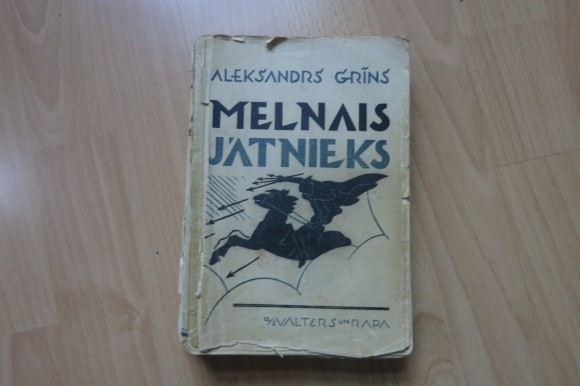 ALEKSANDRS GRĪNS
MELNAIS
JĀTNIEKS
A/S VALTERS UN RAPA